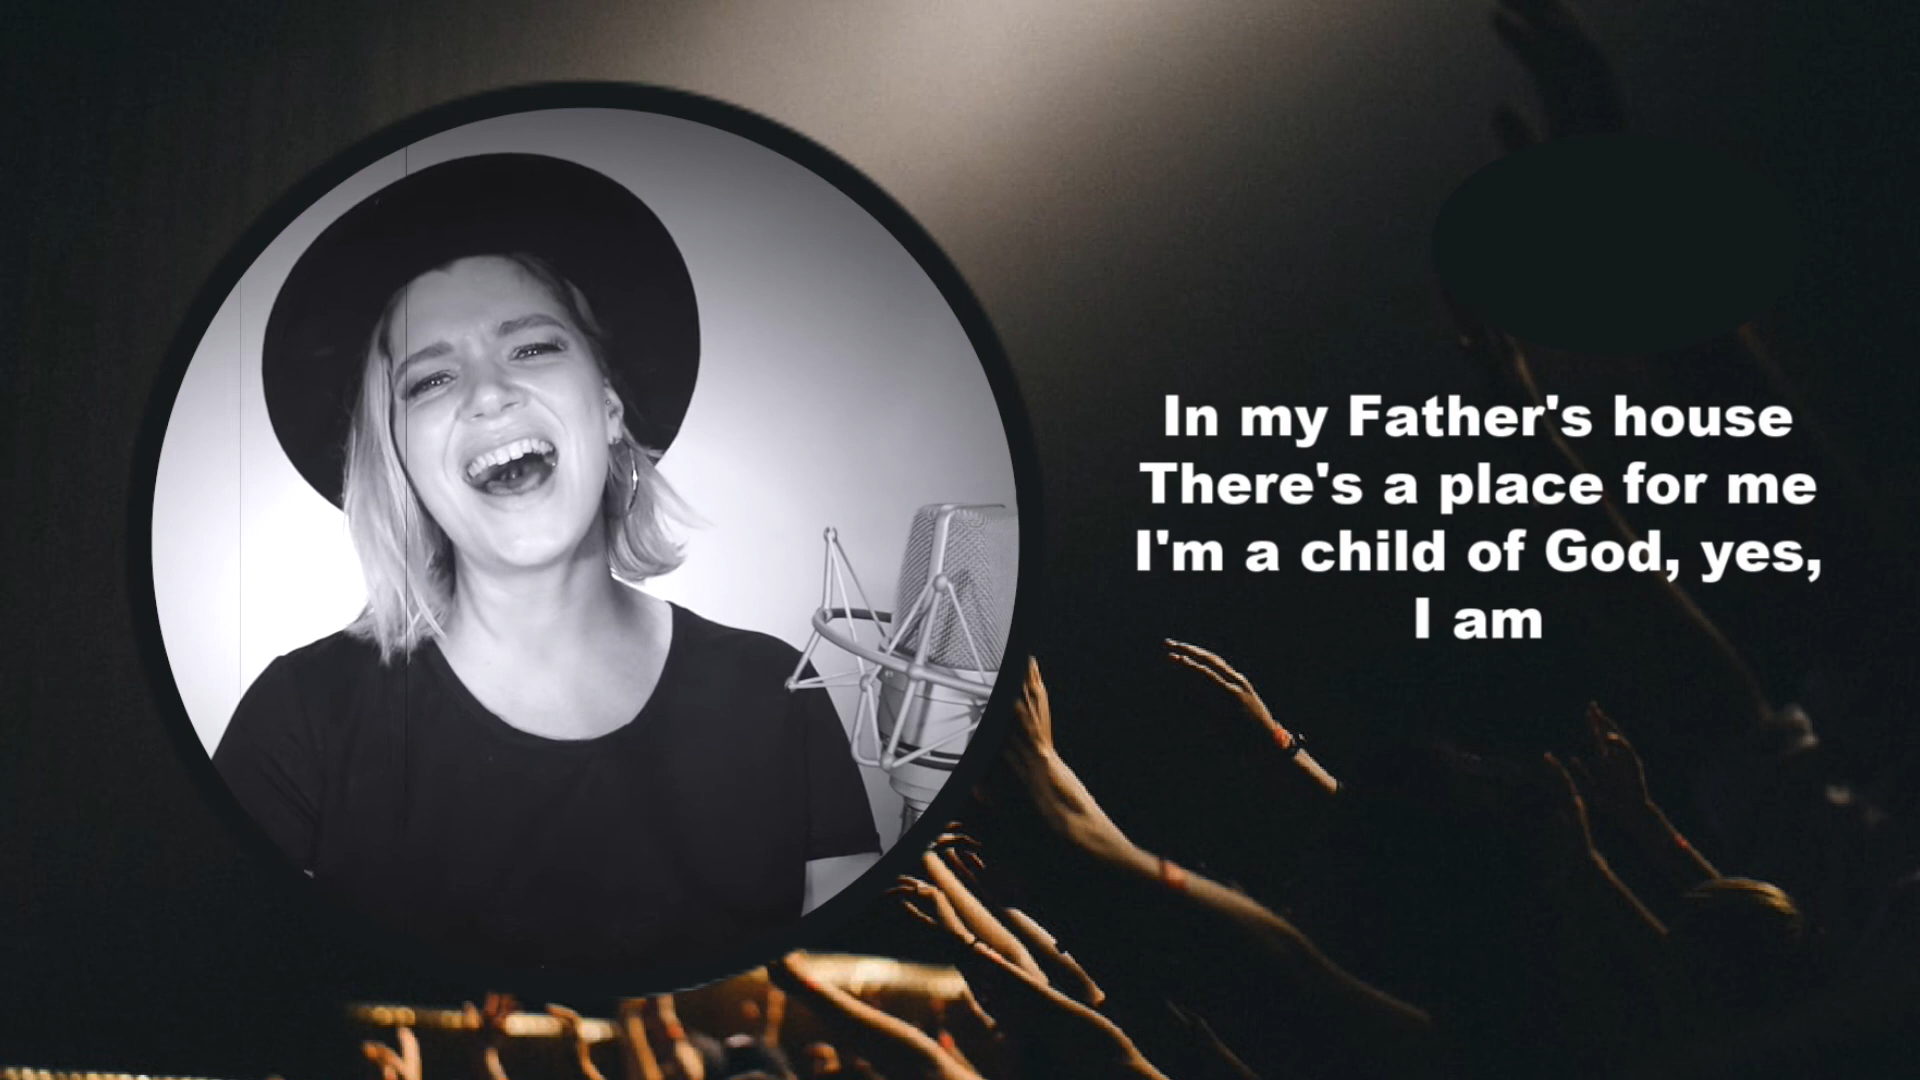 In my Father's house
There's a place for me
I'm a child of God, yes,
I am